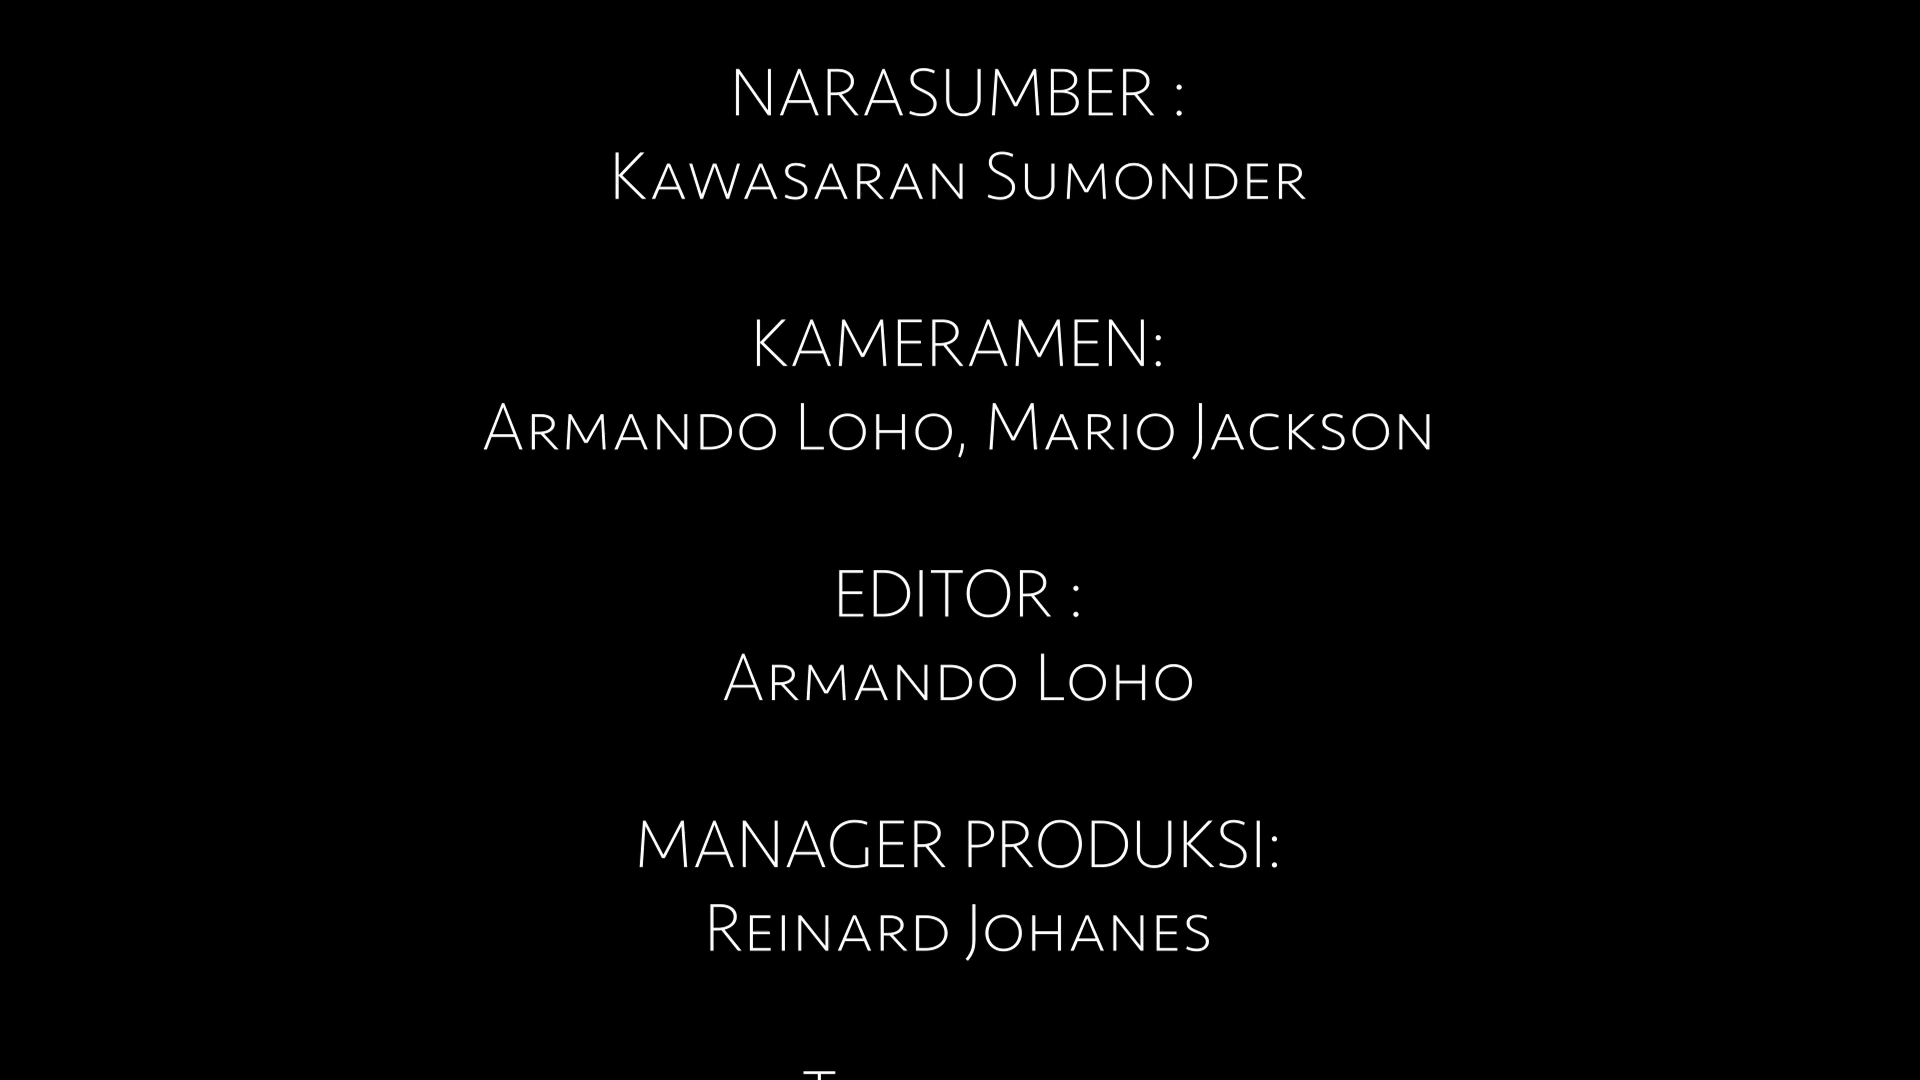 NARASUMBER :
Kawasaran Sumonder
KAMERAMEN:
Armando Loho, Mario Jackson
EDITOR :
Armando Loho
MANAGER PRODUKSI:
Reinard Johanes